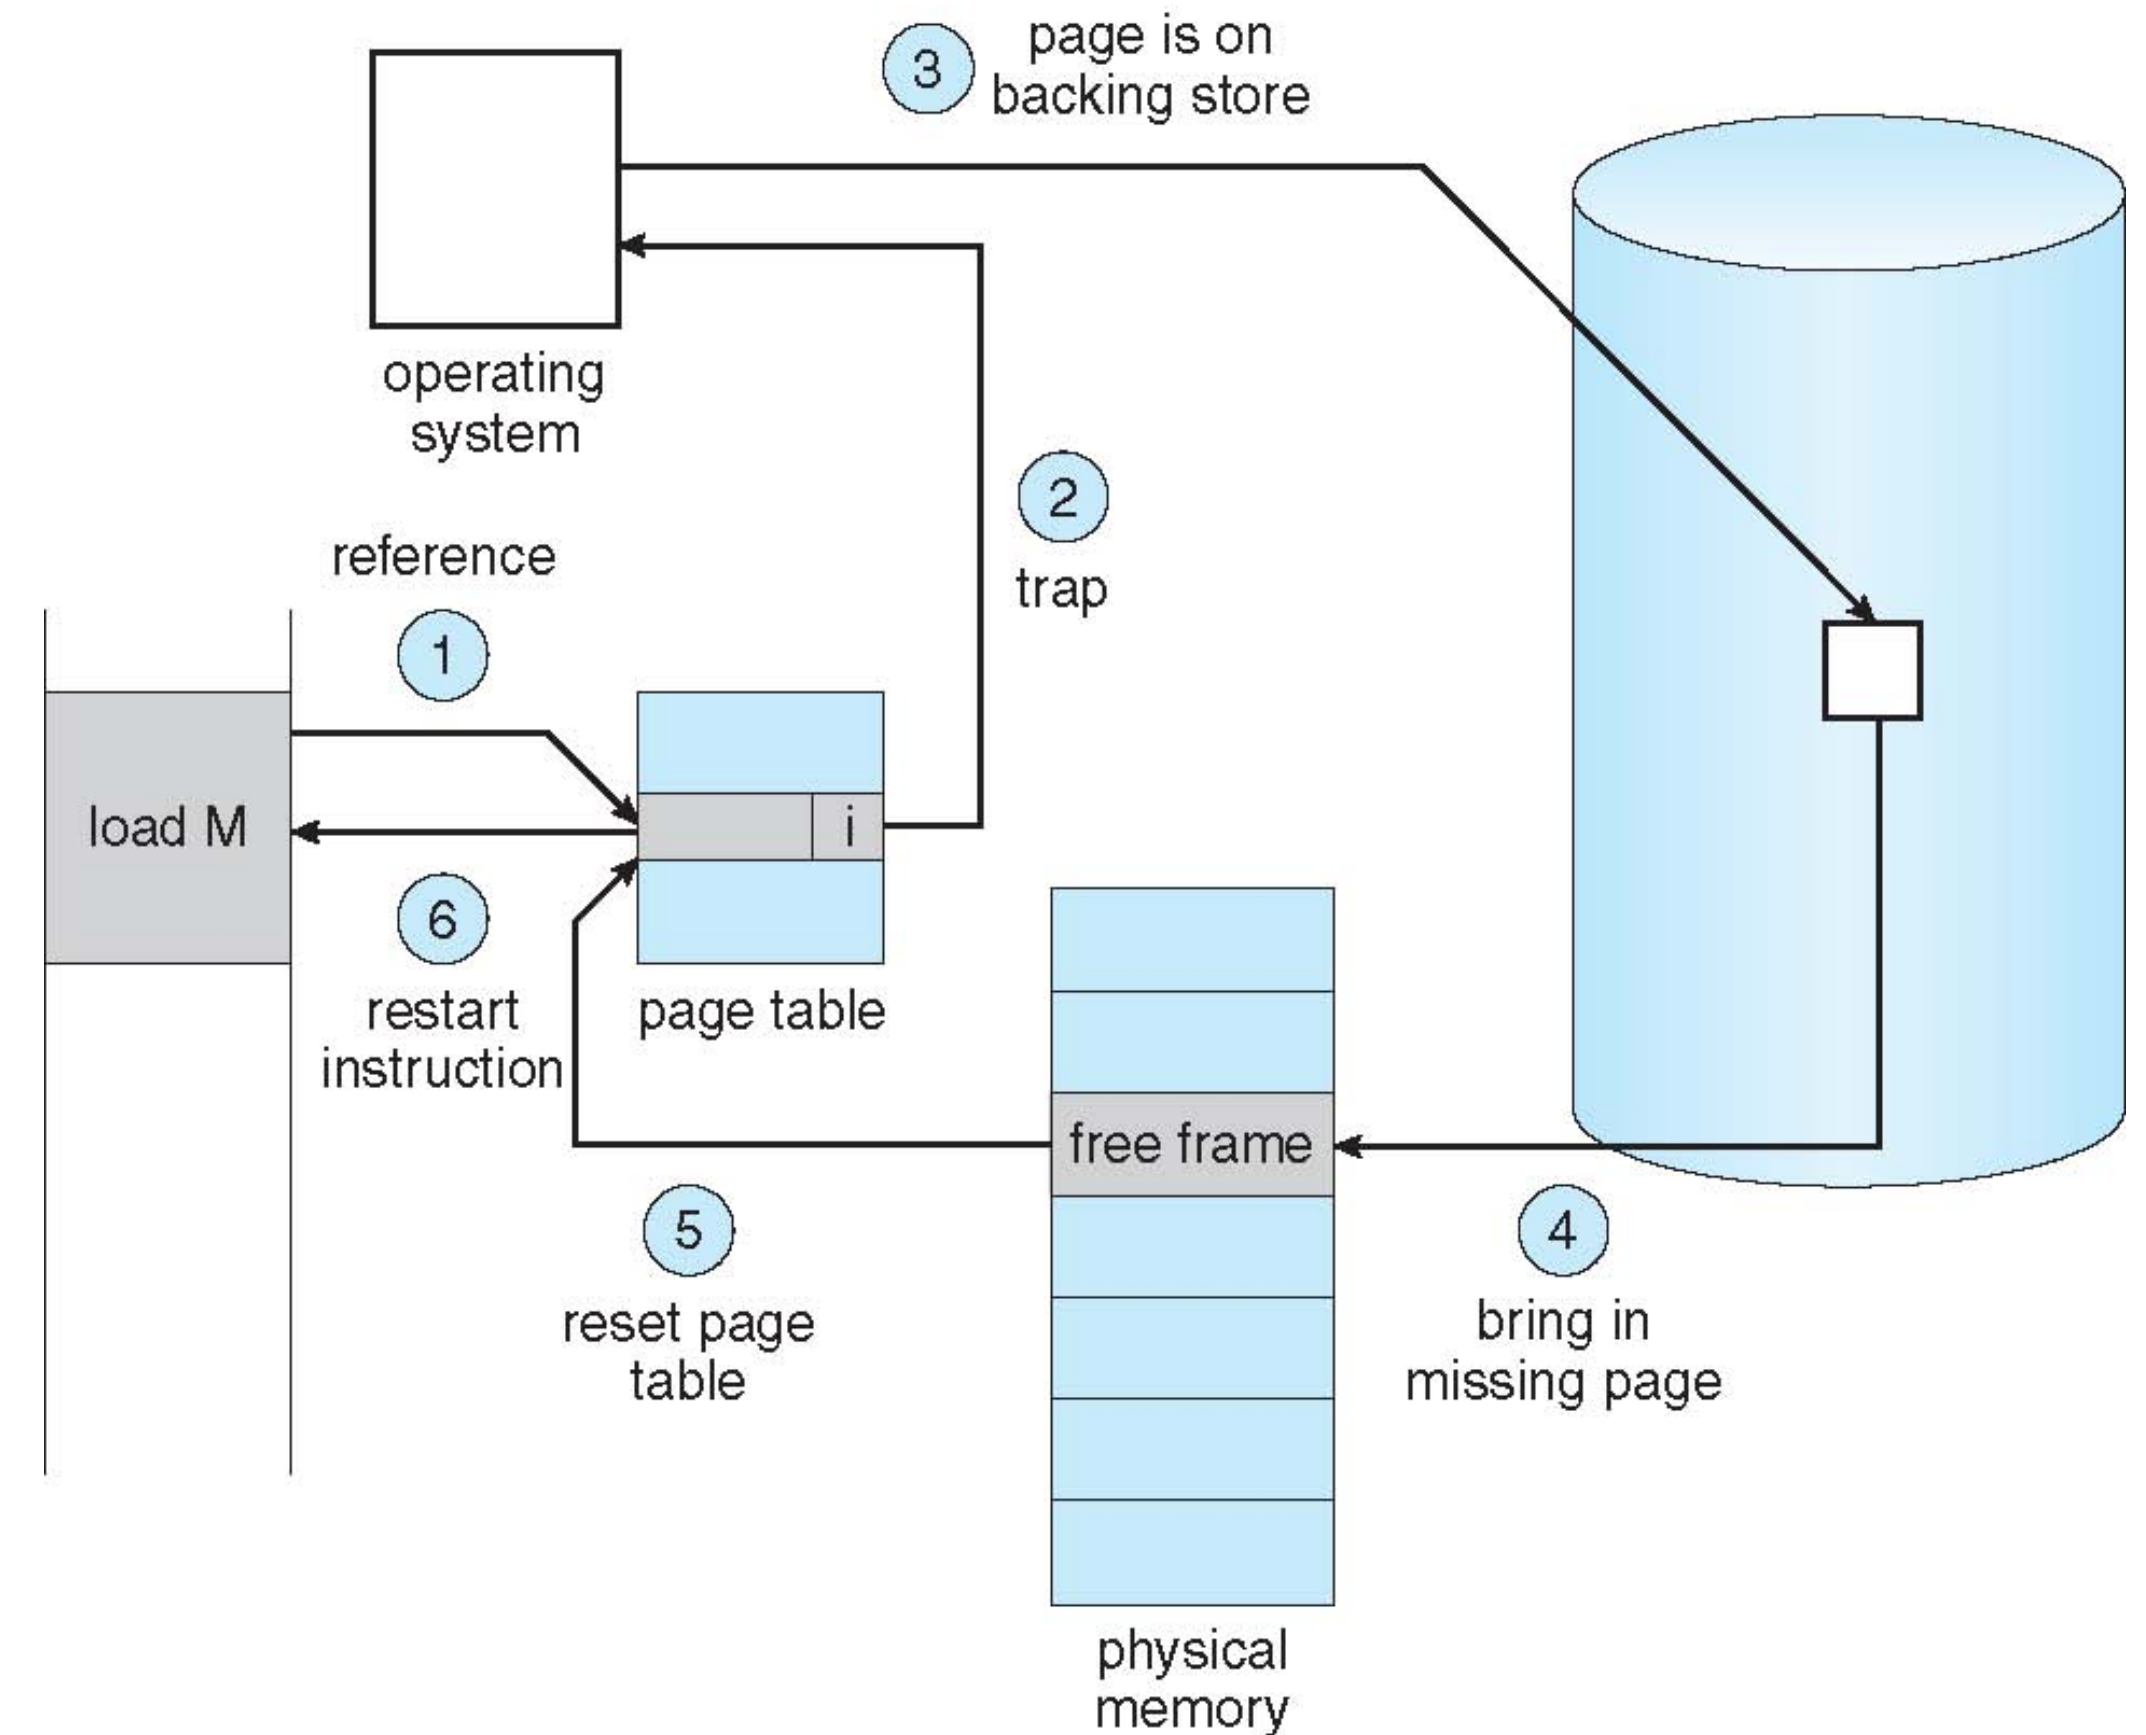 3
page is on
backing store
operating
system
2
trap
reference
1
load M
i
6
restart
instruction
page table
free frame
5
reset page
table
4
bring in
missing page
physical
memory